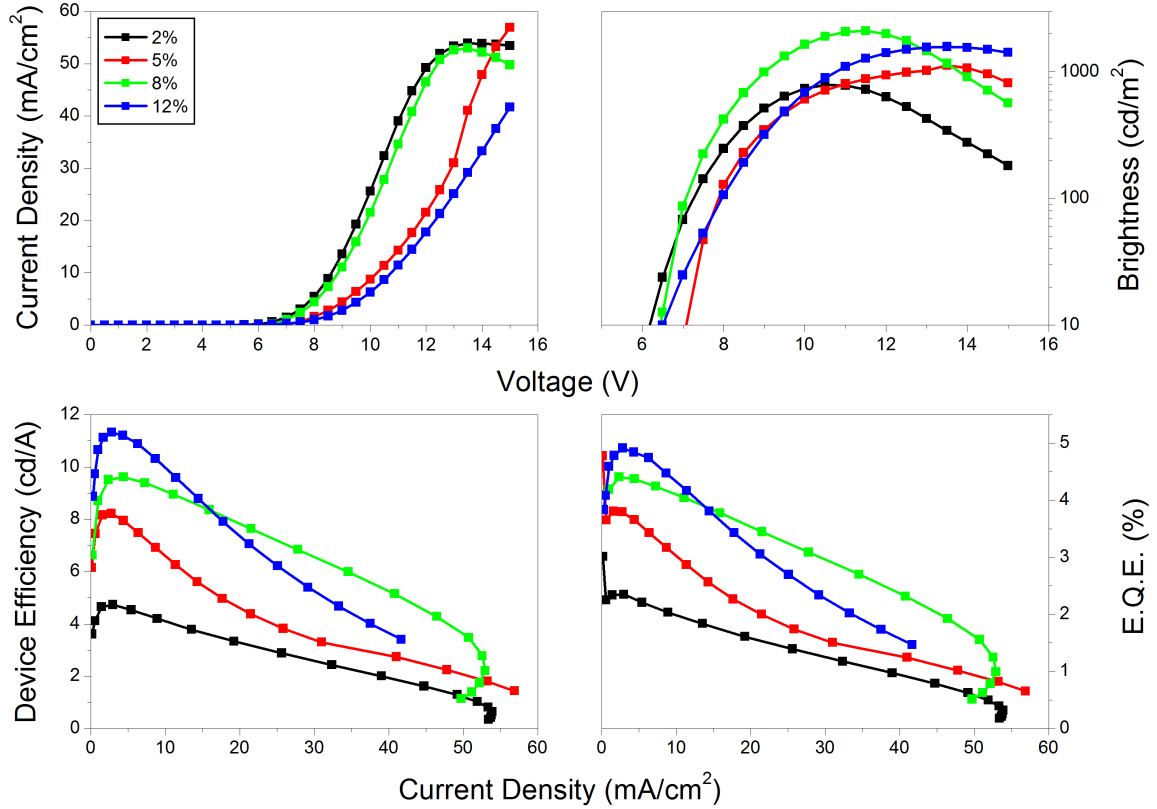 60
50
40
30
20
10
0
Current Density (mA/cm²)
2%
5%
8%
12%
0 2 4 6 8 10 12 14 16
1000
100
10
Brightness (cd/m²)
6 8 10 12 14 16
Voltage (V)
12
10
8
6
4
2
0
Device Efficiency (cd/A)
0 10 20 30 40 50 60
5
4
3
2
1
0
E.Q.E. (%)
0 10 20 30 40 50 60
Current Density (mA/cm²)